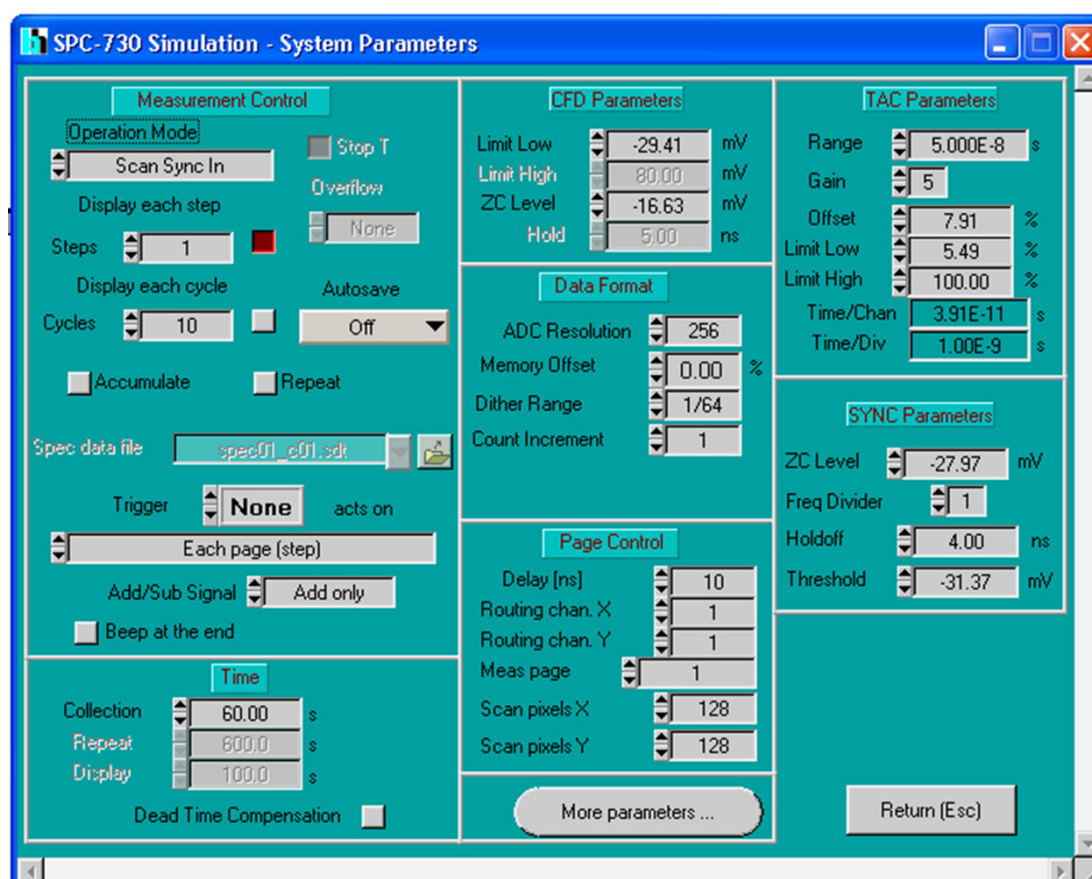 SPC-730 Simulation - System Parameters
Measurement Control
Operation Mode
Scan Sync In
Stop T
Overflow
None
Display each step
Steps 1
Display each cycle
Cycles 10
Autosave
Off
Accumulate
Repeat
Spec data file spec01_c01.sdt
Trigger None acts on
Each page (step)
Add/Sub Signal Add only
Beep at the end
Time
Collection 60.00 s
Repeat 600.0 s
Display 100.0 s
Dead Time Compensation
CFD Parameters
Limit Low -29.41 mV
Limit High 80.00 mV
ZC Level -16.63 mV
Hold 5.00 ns
Data Format
ADC Resolution 256
Memory Offset 0.00 %
Dither Range 1/64
Count Increment 1
Page Control
Delay [ns] 10
Routing chan. X 1
Routing chan. Y 1
Meas page 1
Scan pixels X 128
Scan pixels Y 128
More parameters ...
TAC Parameters
Range 5.000E-8 s
Gain 5
Offset 7.91 %
Limit Low 5.49 %
Limit High 100.00 %
Time/Chan 3.91E-11 s
Time/Div 1.00E-9 s
SYNC Parameters
ZC Level -27.97 mV
Freq Divider 1
Holdoff 4.00 ns
Threshold -31.37 mV
Return (Esc)